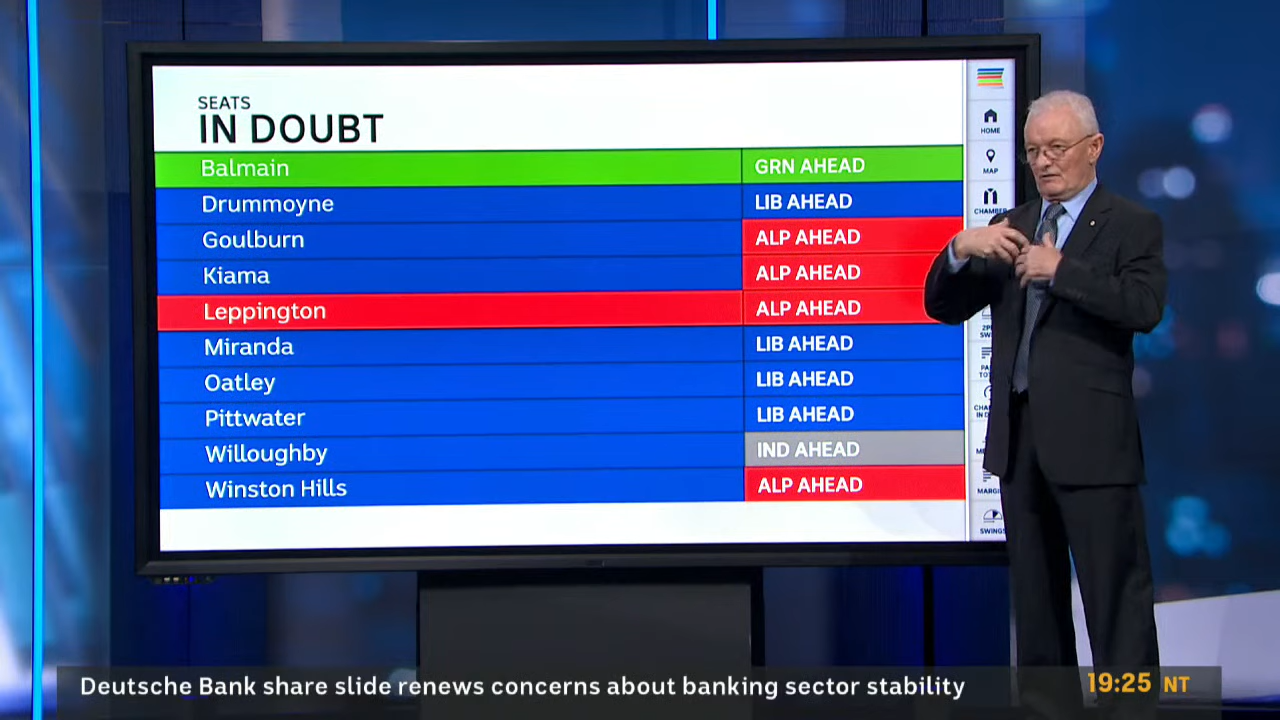 SEATS
IN DOUBT
Balmain GRN AHEAD
Drummoyne LIB AHEAD
Goulburn ALP AHEAD
Kiama ALP AHEAD
Leppington ALP AHEAD
Miranda LIB AHEAD
Oatley LIB AHEAD
Pittwater LIB AHEAD
Willoughby IND AHEAD
Winston Hills ALP AHEAD
HOME
MAP
Deutsche Bank share slide renews concerns about banking sector stability
19:25 NT